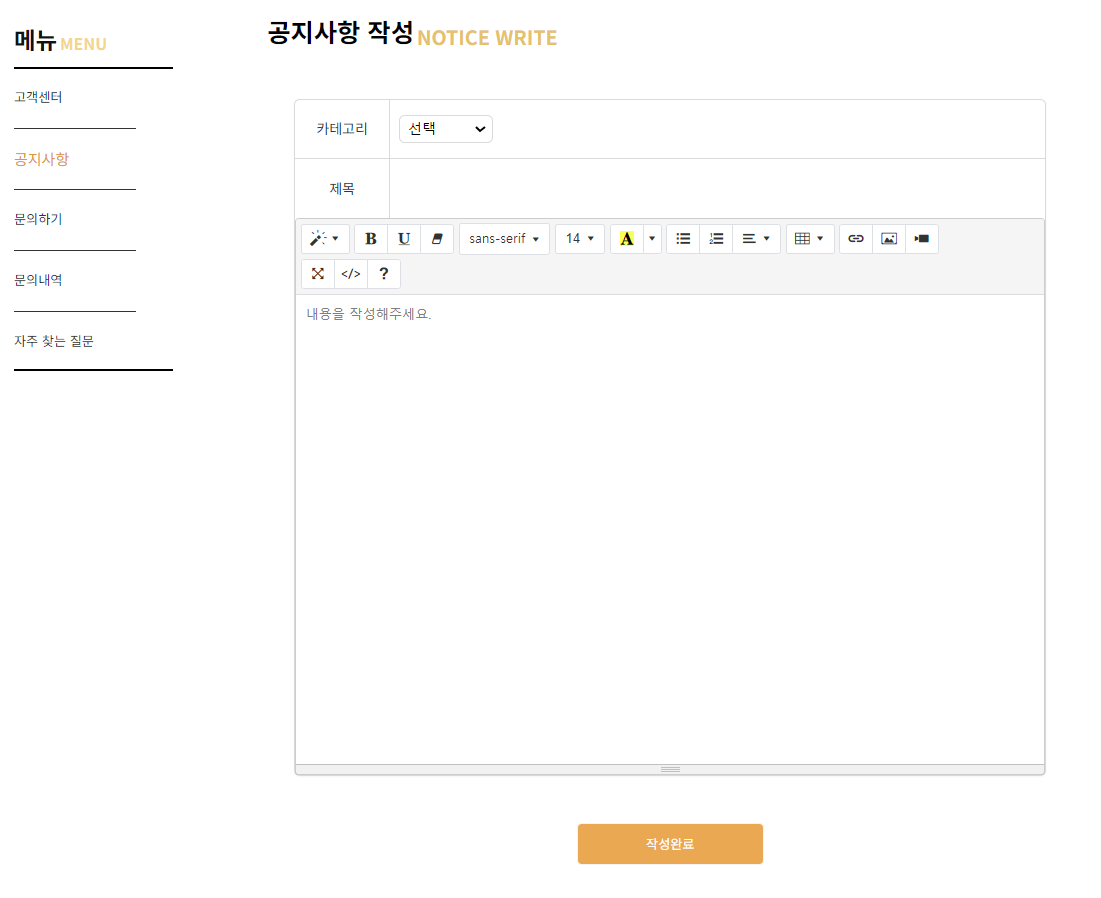 메뉴 MENU
고객센터
공지사항
문의하기
문의내역
자주 찾는 질문
공지사항 작성 NOTICE WRITE
카테고리 선택
제목
B U sans-serif 14 A
</> ?
내용을 작성해주세요.
작성완료